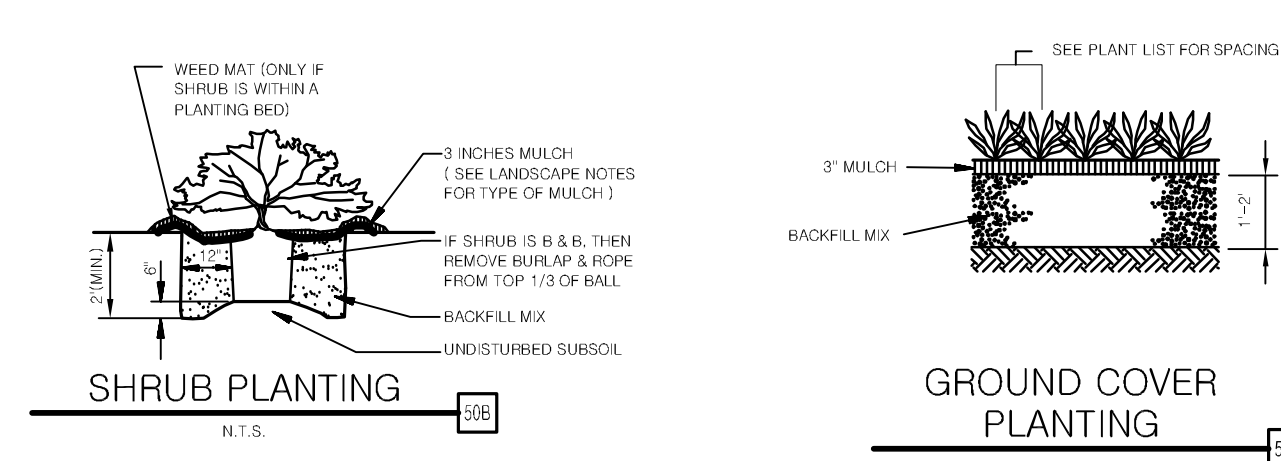 WEED MAT (ONLY IF
SHRUB IS WITHIN A
PLANTING BED)
3 INCHES MULCH
( SEE LANDSCAPE NOTES
FOR TYPE OF MULCH )
IF SHRUB IS B & B, THEN
REMOVE BURLAP & ROPE
FROM TOP 1/3 OF BALL
BACKFILL MIX
UNDISTURBED SUBSOIL
2'(MIN.)
6"
12"
SHRUB PLANTING
50B
N.T.S.
SEE PLANT LIST FOR SPACING
3" MULCH
BACKFILL MIX
1'-2'
GROUND COVER
PLANTING